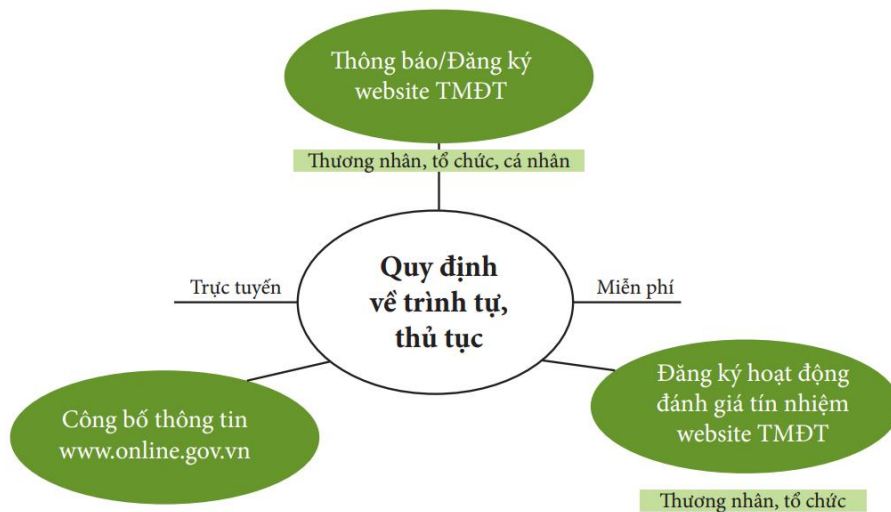 Thông báo/Đăng ký
website TMĐT
Thương nhân, tổ chức, cá nhân
Quy định
về trình tự,
thủ tục
Trực tuyến
Miễn phí
Công bố thông tin
www.online.gov.vn
Đăng ký hoạt động
đánh giá tín nhiệm
website TMĐT
Thương nhân, tổ chức